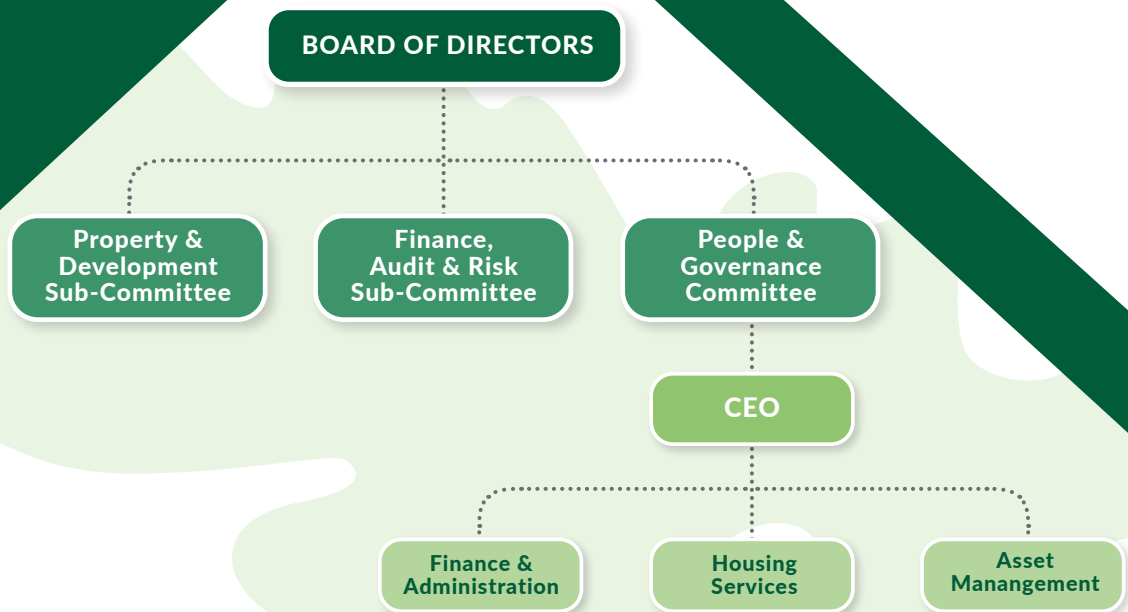 BOARD OF DIRECTORS
Property &
Development
Sub-Committee
Finance,
Audit & Risk
Sub-Committee
People &
Governance
Committee
CEO
Finance &
Administration
Housing
Services
Asset
Manangement